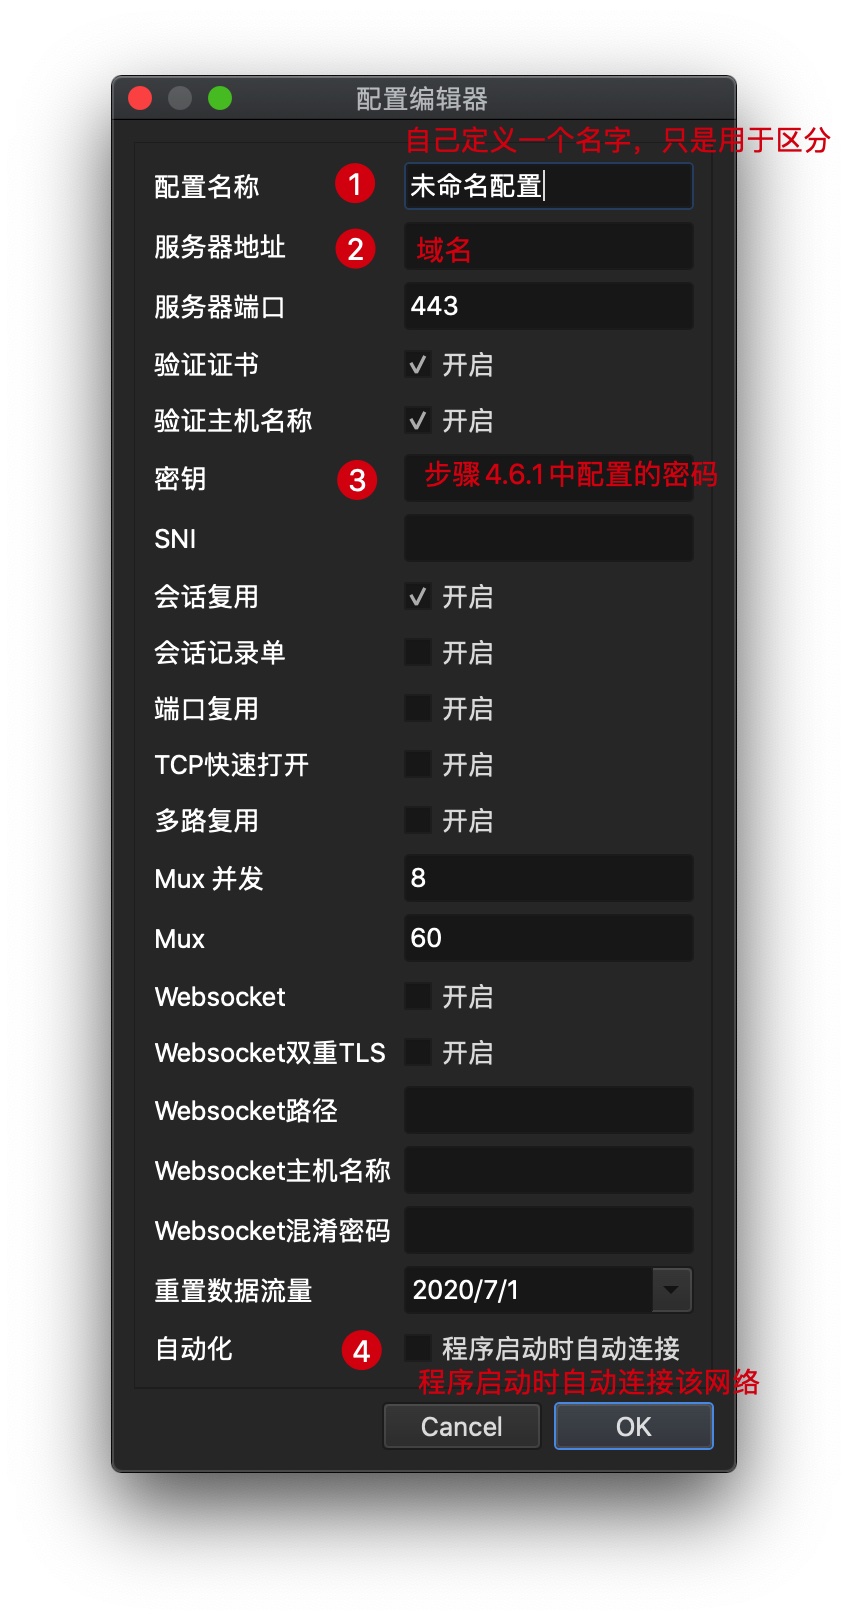 配置编辑器
自己定义一个名字，只是用于区分
配置名称 1 未命名配置
服务器地址 2 域名
服务器端口 443
验证证书 ✓ 开启
验证主机名称 ✓ 开启
密钥 3 步骤4.6.1中配置的密码
SNI
会话复用 ✓ 开启
会话记录单 开启
端口复用 开启
TCP快速打开 开启
多路复用 开启
Mux 并发 8
Mux 60
Websocket 开启
Websocket双重TLS 开启
Websocket路径
Websocket主机名称
Websocket混淆密码
重置数据流量 2020/7/1
自动化 4 程序启动时自动连接
程序启动时自动连接该网络
Cancel OK